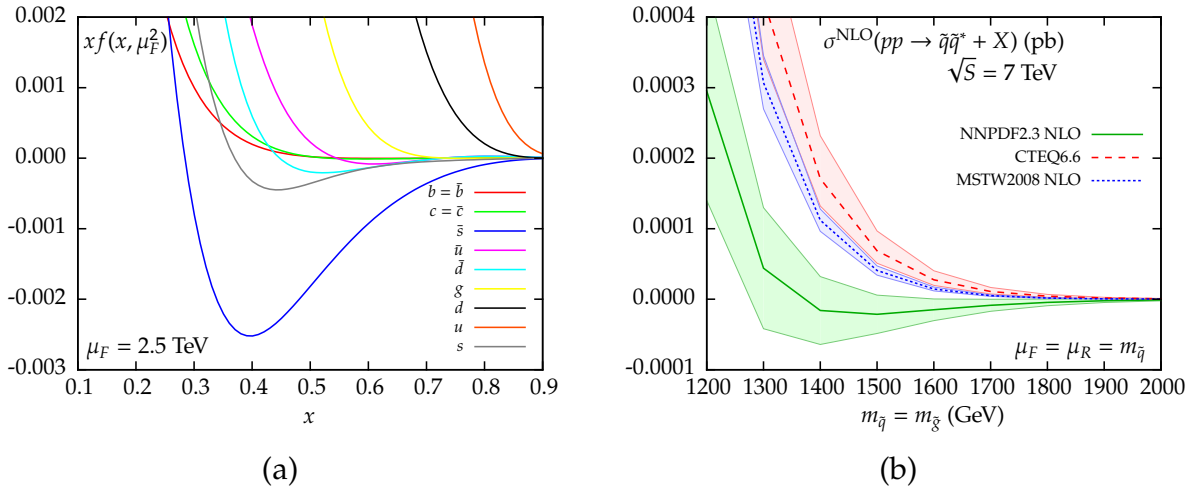 xf(x, μ_F^2)
0.002
0.001
0.000
-0.001
-0.002
-0.003
b = b̄
c = c̄
s̄
ū
d̄
g
d
u
s
μ_F = 2.5 TeV
0.1 0.2 0.3 0.4 0.5 0.6 0.7 0.8 0.9
x
(a)
σ^NLO(pp → q̃q̃* + X) (pb)
√S = 7 TeV
0.0004
0.0003
0.0002
0.0001
0.0000
-0.0001
NNPDF2.3 NLO
CTEQ6.6
MSTW2008 NLO
μ_F = μ_R = m_q̃
1200 1300 1400 1500 1600 1700 1800 1900 2000
m_q̃ = m_g̃ (GeV)
(b)